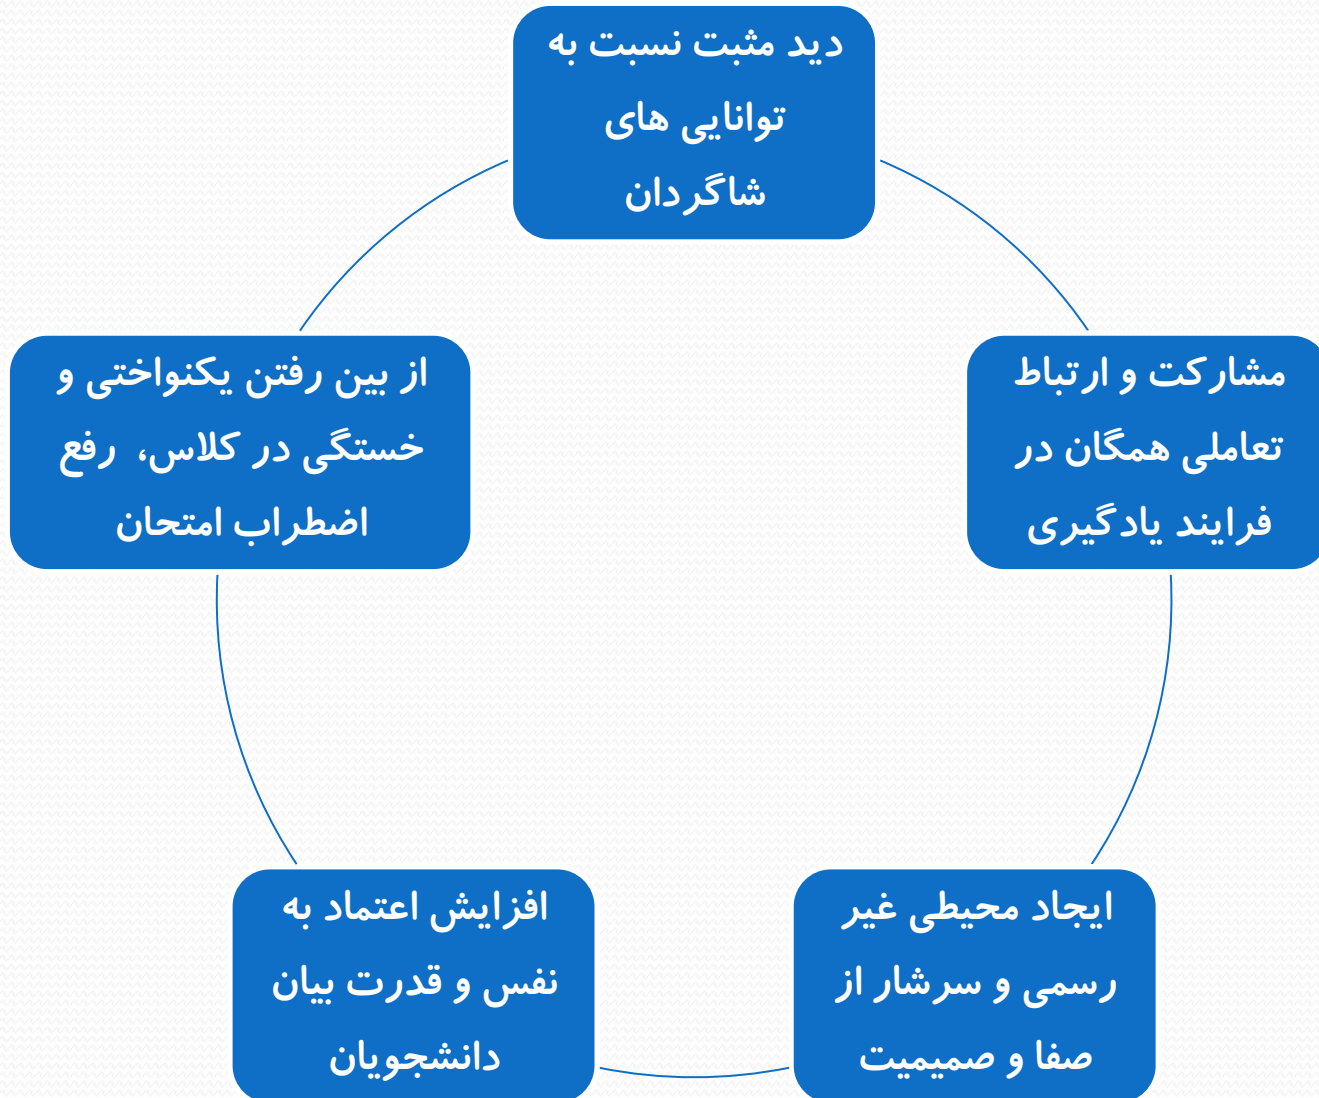 دید مثبت نسبت به
توانایی های
شاگردان
مشارکت و ارتباط
تعاملی همگان در
فرایند یادگیری
ایجاد محیطی غیر
رسمی و سرشار از
صفا و صمیمیت
افزایش اعتماد به
نفس و قدرت بیان
دانشجویان
از بین رفتن یکنواختی و
خستگی در کلاس، رفع
اضطراب امتحان